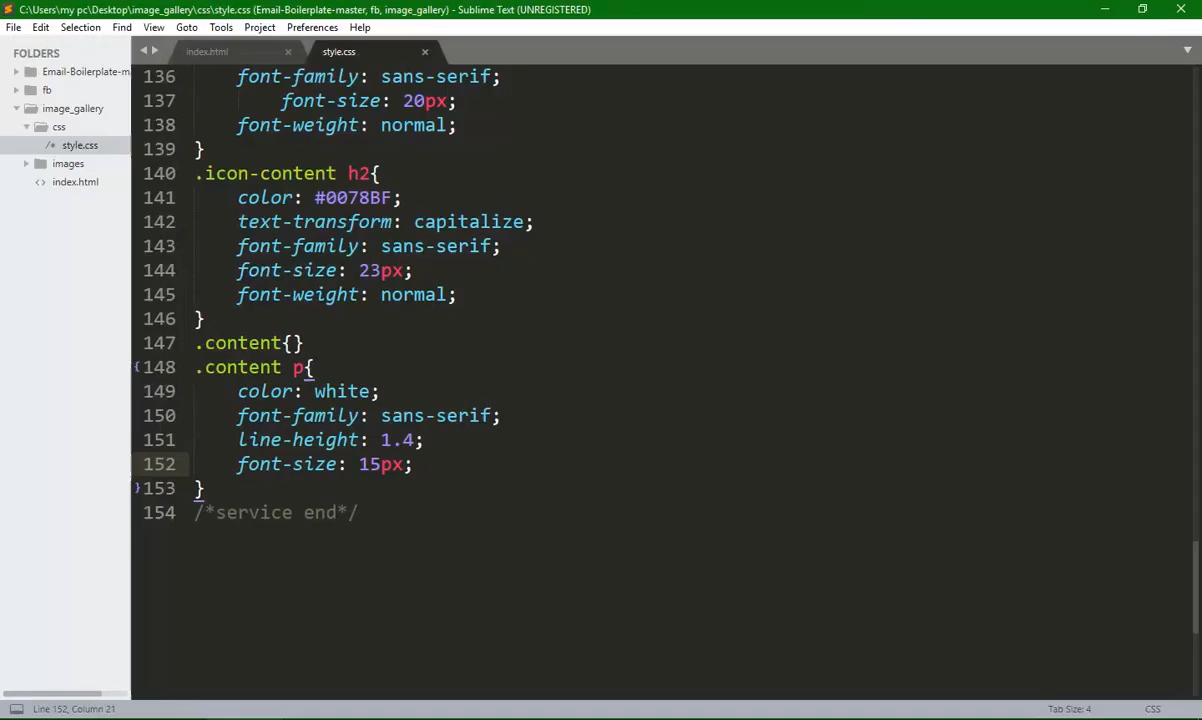 C:\Users\my pc\Desktop\image_gallery\css\style.css (Email-Boilerplate-master, fb, image_gallery) - Sublime Text (UNREGISTERED)
File Edit Selection Find View Goto Tools Project Preferences Help
FOLDERS
Email-Boilerplate-m
fb
image_gallery
css
/* style.css
images
<> index.html
index.html × style.css ×
136 font-family: sans-serif;
137 font-size: 20px;
138 font-weight: normal;
139 }
140 .icon-content h2{
141 color: #0078BF;
142 text-transform: capitalize;
143 font-family: sans-serif;
144 font-size: 23px;
145 font-weight: normal;
146 }
147 .content{}
148 .content p{
149 color: white;
150 font-family: sans-serif;
151 line-height: 1.4;
152 font-size: 15px;
153 }
154 /*service end*/
Line 152, Column 21 Tab Size: 4 CSS